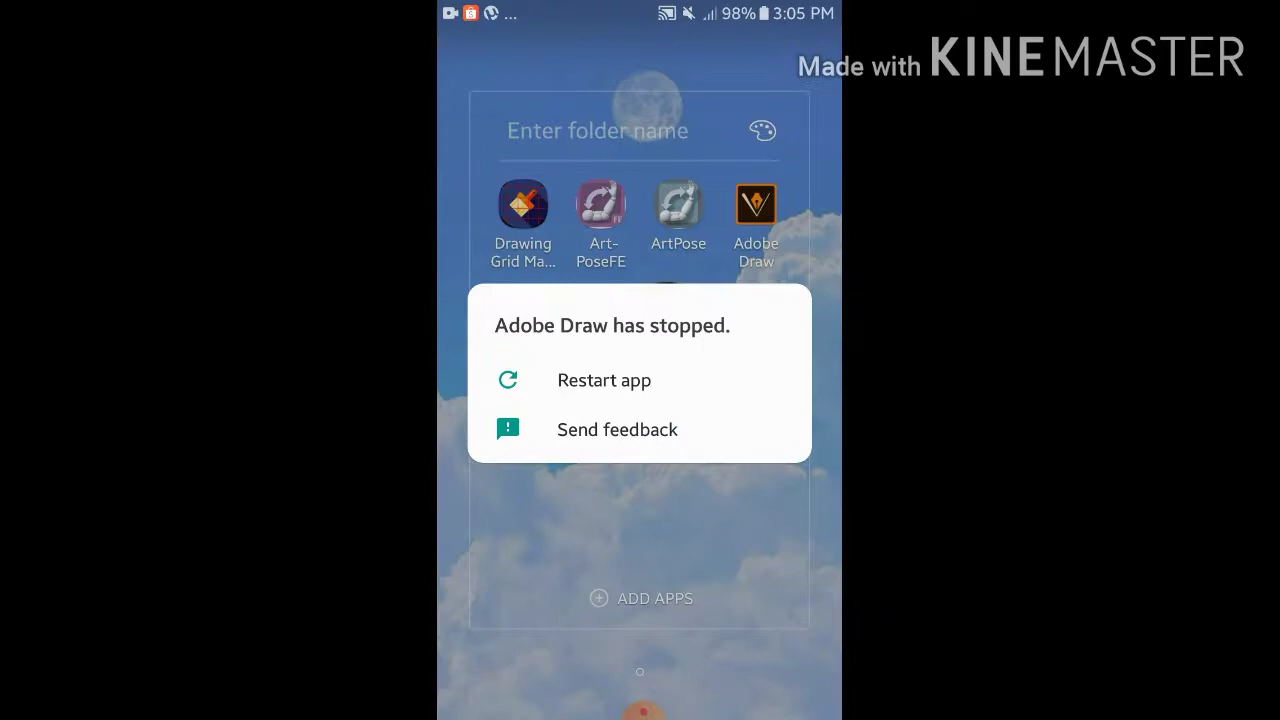 ... 98% 3:05 PM
Made with KINEMASTER
Enter folder name
Drawing
Grid Ma...
Art-
PoseFE
ArtPose
Adobe
Draw
Adobe Draw has stopped.
Restart app
Send feedback
ADD APPS